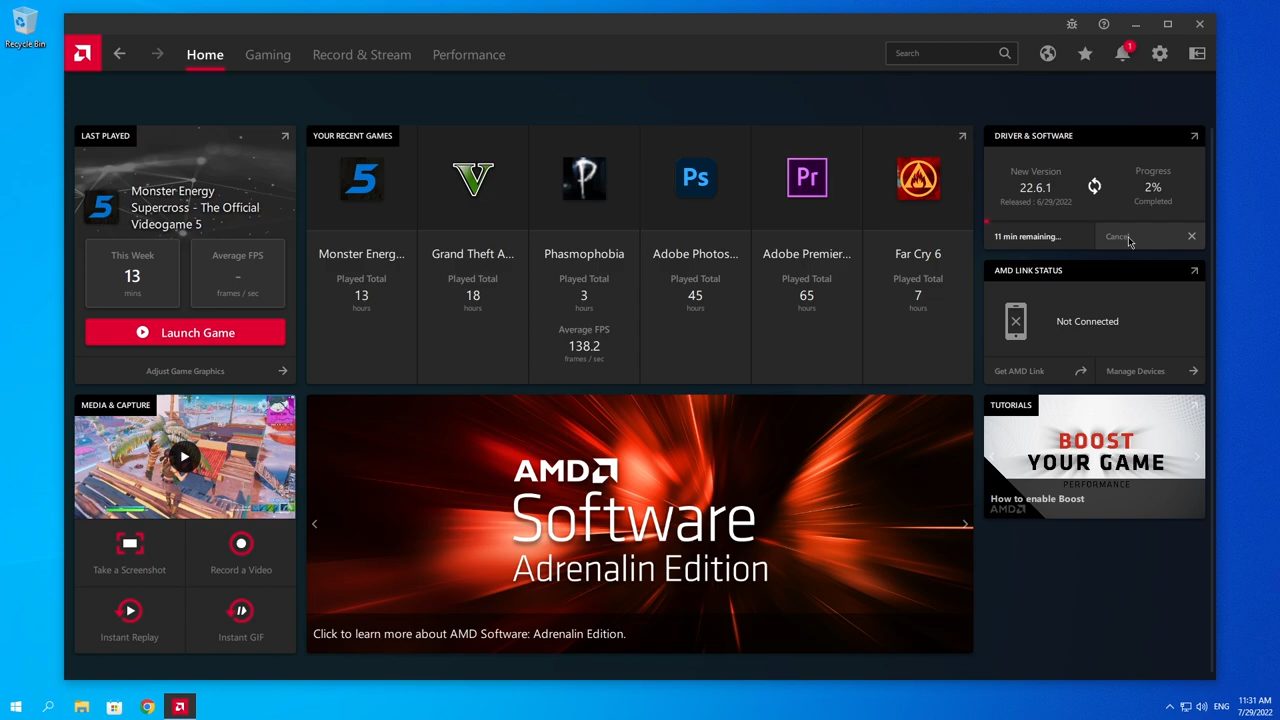 Recycle Bin
Home
Gaming
Record & Stream
Performance
Search
1
LAST PLAYED
Monster Energy
Supercross - The Official
Videogame 5
This Week
13
mins
Average FPS
-
frames / sec
Launch Game
Adjust Game Graphics
YOUR RECENT GAMES
Ps
Pr
Monster Energ...
Played Total
13
hours
Grand Theft A...
Played Total
18
hours
Phasmophobia
Played Total
3
hours
Average FPS
138.2
frames / sec
Adobe Photos...
Played Total
45
hours
Adobe Premier...
Played Total
65
hours
Far Cry 6
Played Total
7
hours
DRIVER & SOFTWARE
New Version
22.6.1
Released : 6/29/2022
Progress
2%
Completed
11 min remaining...
Cancel
AMD LINK STATUS
Not Connected
Get AMD Link
Manage Devices
MEDIA & CAPTURE
Take a Screenshot
Record a Video
Instant Replay
Instant GIF
AMD
Software
Adrenalin Edition
Click to learn more about AMD Software: Adrenalin Edition.
TUTORIALS
BOOST
YOUR GAME
PERFORMANCE
How to enable Boost
AMD
ENG
11:31 AM
7/29/2022